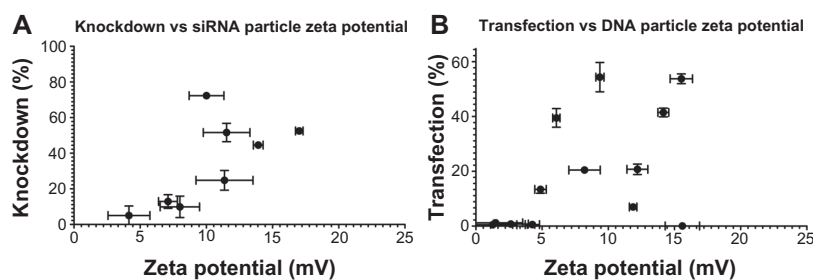 A Knockdown vs siRNA particle zeta potential
Knockdown (%)
100
80
60
40
20
0
0 5 10 15 20 25
Zeta potential (mV)
B Transfection vs DNA particle zeta potential
Transfection (%)
60
40
20
0
0 5 10 15 20 25
Zeta potential (mV)